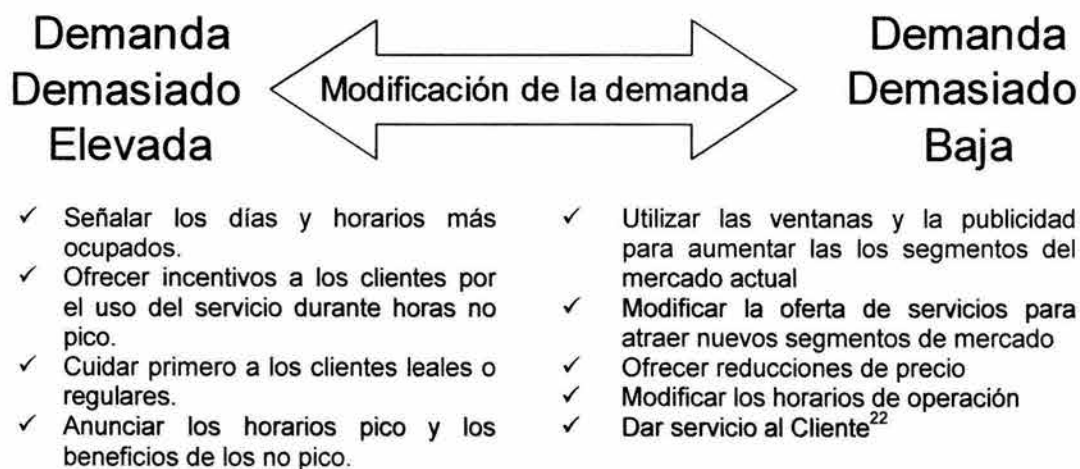 Demanda
Demasiado
Elevada
Modificación de la demanda
Demanda
Demasiado
Baja
✓ Señalar los días y horarios más
ocupados.
✓ Ofrecer incentivos a los clientes por
el uso del servicio durante horas no
pico.
✓ Cuidar primero a los clientes leales o
regulares.
✓ Anunciar los horarios pico y los
beneficios de los no pico.
✓ Utilizar las ventanas y la publicidad
para aumentar las los segmentos del
mercado actual
✓ Modificar la oferta de servicios para
atraer nuevos segmentos de mercado
✓ Ofrecer reducciones de precio
✓ Modificar los horarios de operación
✓ Dar servicio al Cliente22